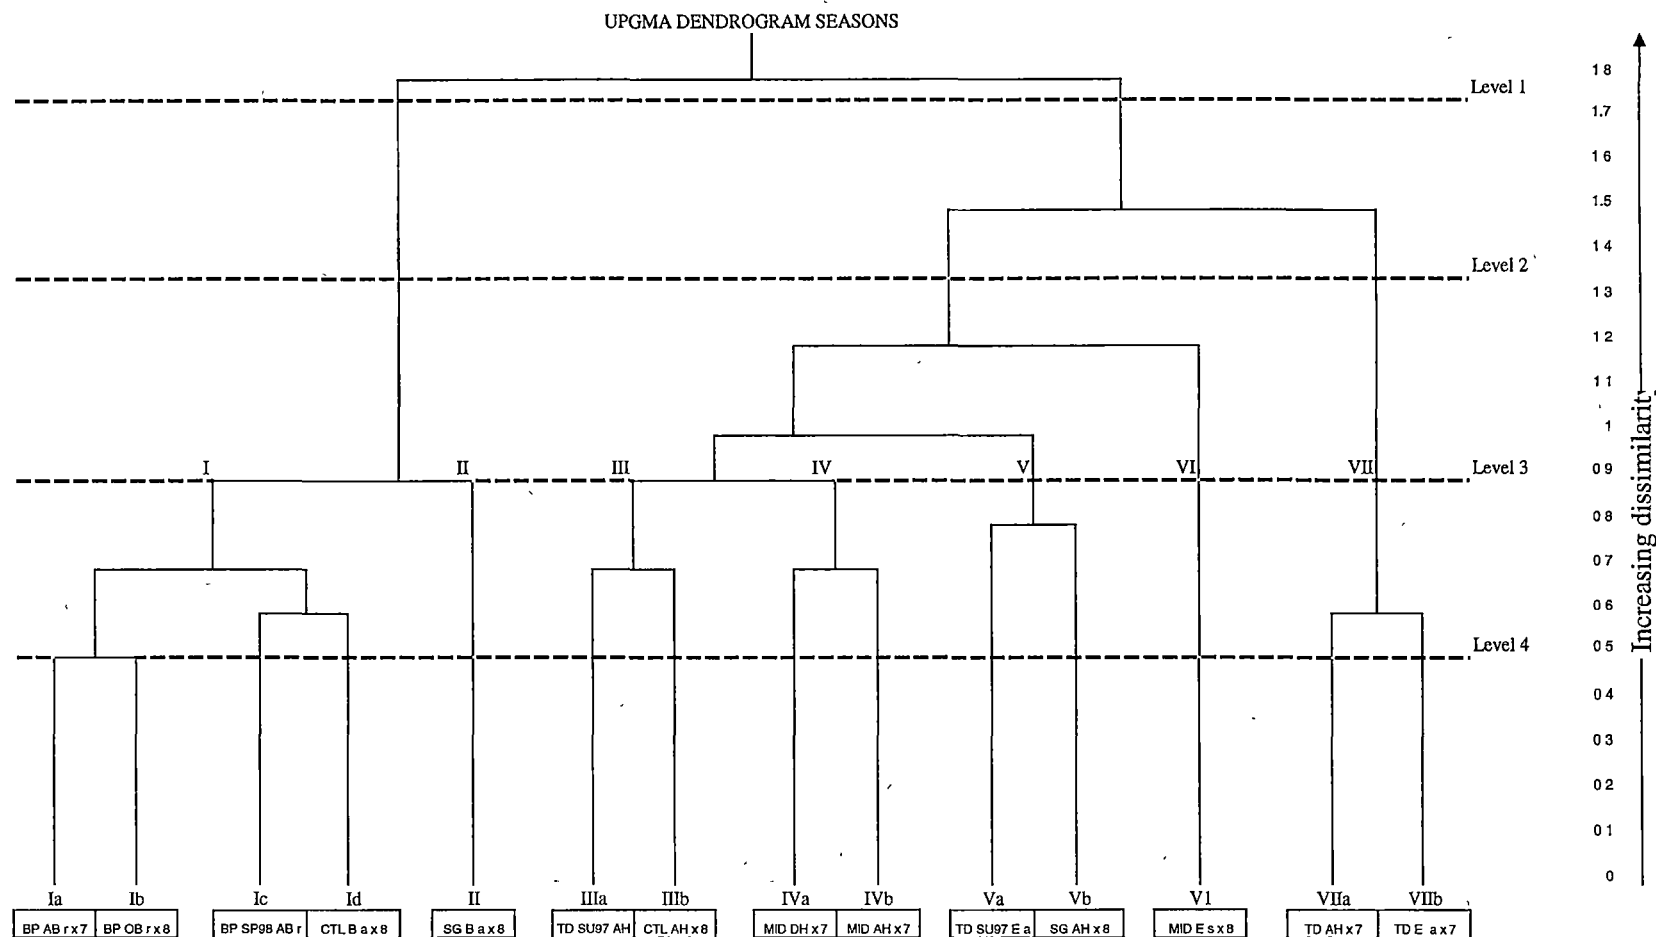 UPGMA DENDROGRAM SEASONS
1 8
Level 1
1.7
1 6
1.5
1 4
Level 2
1 3
1 2
1 1
1
I II III IV V VI VII Level 3 0 9
0 8
0 7
0 6
Level 4 0 5
0 4
0 3
0 2
0 1
0
Increasing dissimilarity
Ia Ib Ic Id II IIIa IIIb IVa IVb Va Vb V1 VIIa VIIb
BP AB r x 7 BP OB r x 8 BP SP98 AB r CTL B a x 8 SG B a x 8 TD SU97 AH CTL AH x 8 MID DH x 7 MID AH x 7 TD SU97 E a SG AH x 8 MID E s x 8 TD AH x 7 TD E a x 7